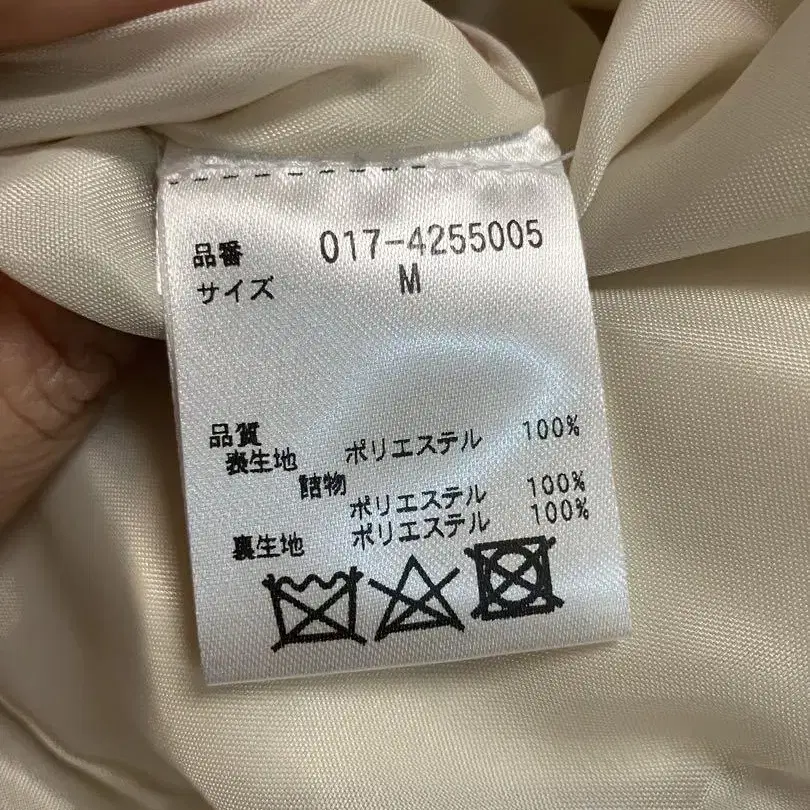 品番 017-4255005
サイズ M
品質
表生地 ポリエステル 100%
詰物
ポリエステル 100%
裏生地 ポリエステル 100%